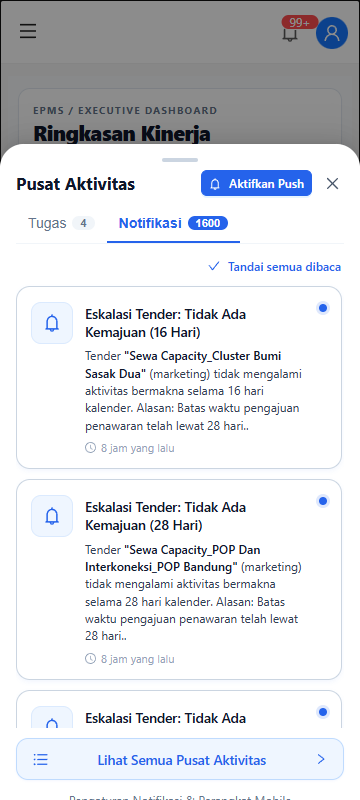 99+
EPMS / EXECUTIVE DASHBOARD
Ringkasan Kinerja
Pusat Aktivitas
Aktifkan Push
Tugas 4
Notifikasi 1600
Tandai semua dibaca
Eskalasi Tender: Tidak Ada
Kemajuan (16 Hari)
Tender "Sewa Capacity_Cluster Bumi
Sasak Dua" (marketing) tidak mengalami
aktivitas bermakna selama 16 hari
kalender. Alasan: Batas waktu pengajuan
penawaran telah lewat 28 hari..
8 jam yang lalu
Eskalasi Tender: Tidak Ada
Kemajuan (28 Hari)
Tender "Sewa Capacity_POP Dan
Interkoneksi_POP Bandung" (marketing)
tidak mengalami aktivitas bermakna
selama 28 hari kalender. Alasan: Batas
waktu pengajuan penawaran telah lewat
28 hari..
8 jam yang lalu
Eskalasi Tender: Tidak Ada
Lihat Semua Pusat Aktivitas
Pengaturan Notifikasi & Perangkat Mobile